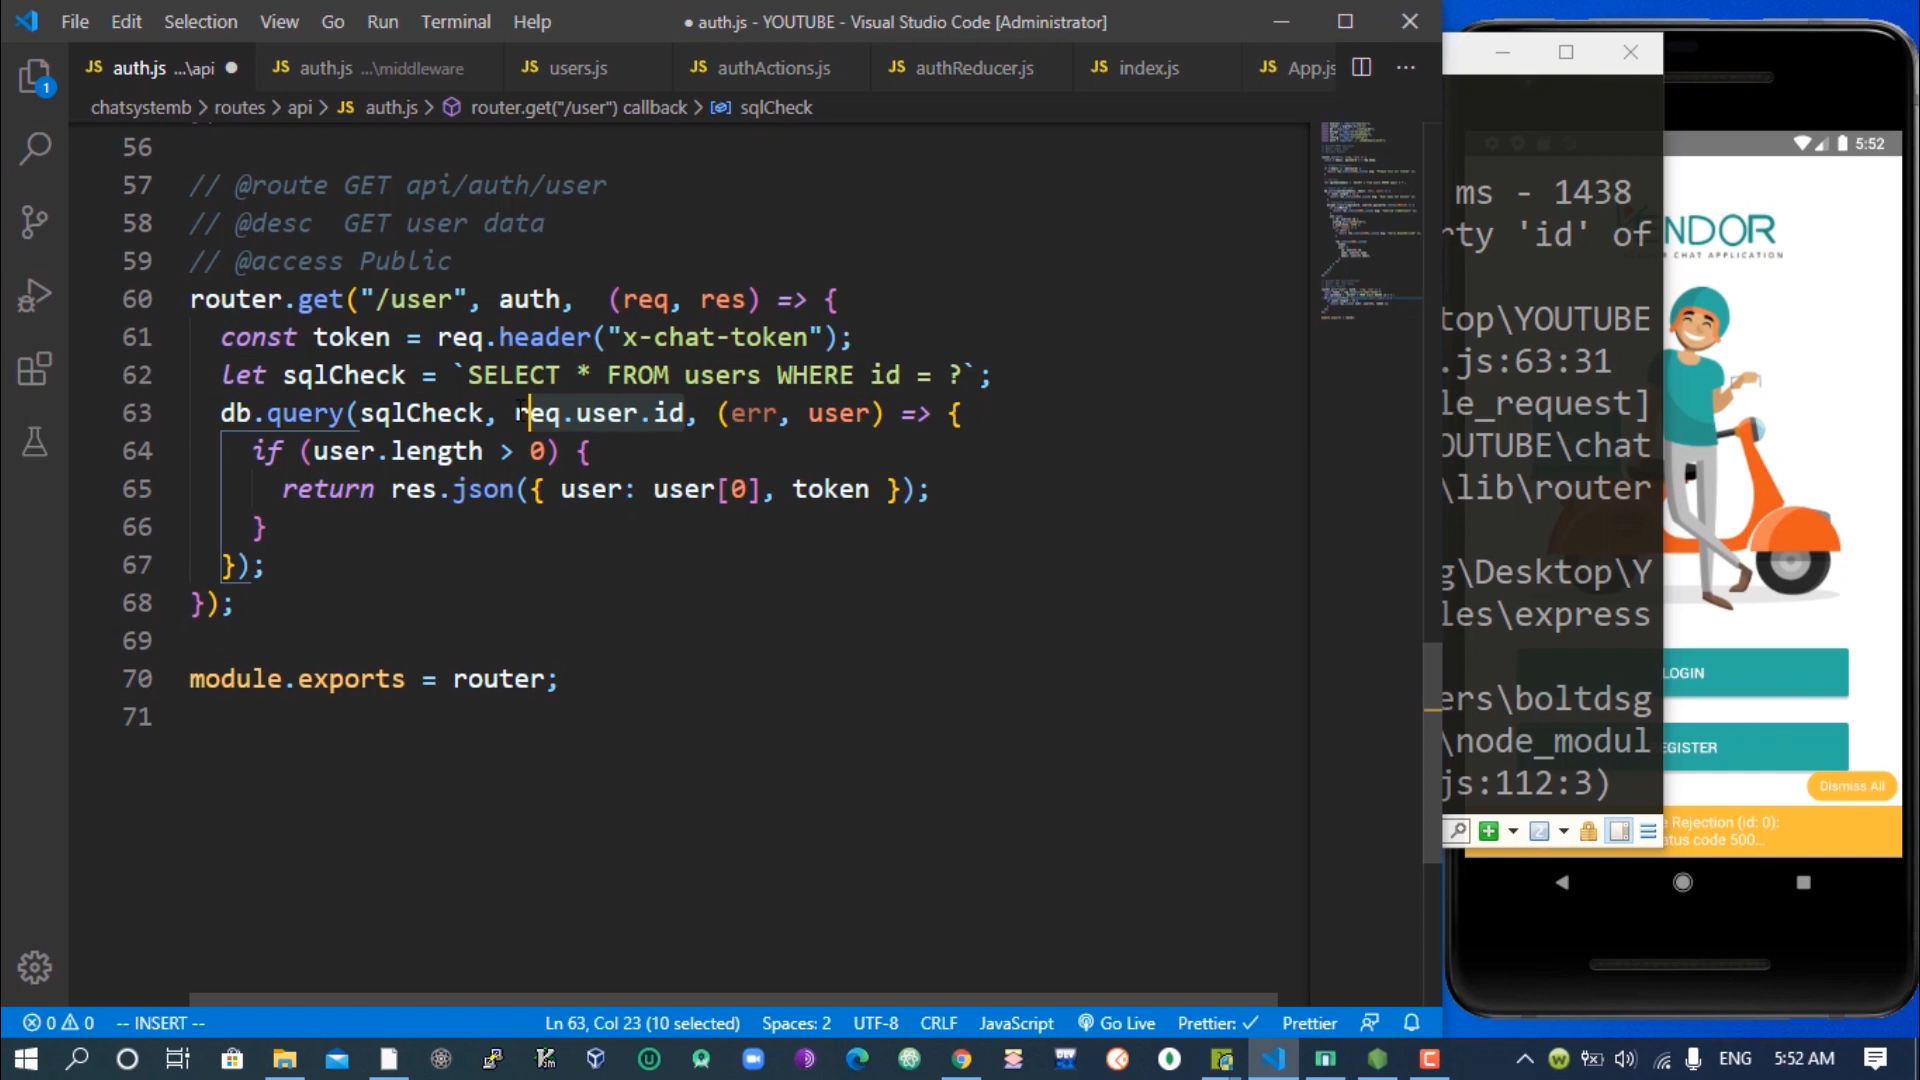 File Edit Selection View Go Run Terminal Help
● auth.js - YOUTUBE - Visual Studio Code [Administrator]
JS auth.js ...\api ●
JS auth.js ...\middleware
JS users.js
JS authActions.js
JS authReducer.js
JS index.js
JS App.js
chatsystemb > routes > api > JS auth.js > router.get("/user") callback > sqlCheck
56
57 // @route GET api/auth/user
58 // @desc  GET user data
59 // @access Public
60 router.get("/user", auth,  (req, res) => {
61   const token = req.header("x-chat-token");
62   let sqlCheck = `SELECT * FROM users WHERE id = ?`;
63   db.query(sqlCheck, req.user.id, (err, user) => {
64     if (user.length > 0) {
65       return res.json({ user: user[0], token });
66     }
67   });
68 });
69
70 module.exports = router;
71
1
0 0 -- INSERT --
Ln 63, Col 23 (10 selected) Spaces: 2 UTF-8 CRLF JavaScript Go Live Prettier: ✓ Prettier
5:52
ms - 1438
rty 'id' of
top\YOUTUBE
.js:63:31
le_request]
OUTUBE\chat
\lib\router
g\Desktop\Y
les\express
ers\boltdsg
\node_modul
js:112:3)
NDOR
CHAT APPLICATION
LOGIN
EGISTER
Dismiss All
e Rejection (id: 0):
atus code 500...
ENG 5:52 AM